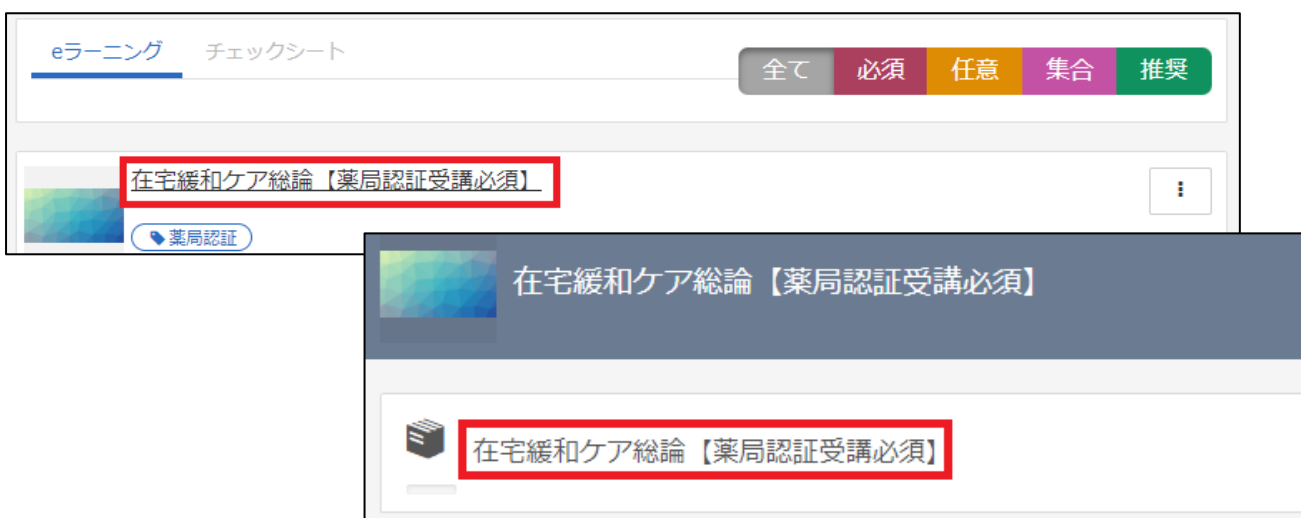 eラーニング チェックシート
全て 必須 任意 集合 推奨
在宅緩和ケア総論【薬局認証受講必須】
薬局認証
在宅緩和ケア総論【薬局認証受講必須】
在宅緩和ケア総論【薬局認証受講必須】